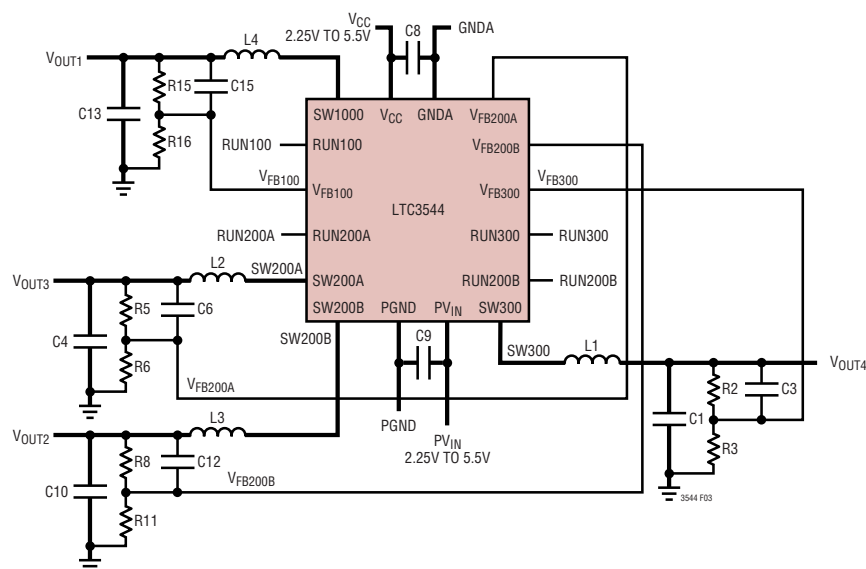 VCC
2.25V TO 5.5V
C8
GNDA
L4
VOUT1
R15
C15
C13
R16
SW1000
VCC
GNDA
VFB200A
RUN100
RUN100
VFB200B
VFB100
VFB100
VFB300
VFB300
LTC3544
RUN200A
RUN200A
RUN300
RUN300
L2
SW200A
VOUT3
SW200A
RUN200B
RUN200B
R5
C6
SW200B
PGND
PVIN
SW300
C4
SW200B
C9
R6
SW300
L1
VOUT4
VFB200A
R2
C3
L3
PGND
C1
VOUT2
PVIN
2.25V TO 5.5V
R3
R8
C12
VFB200B
C10
R11
3544 F03